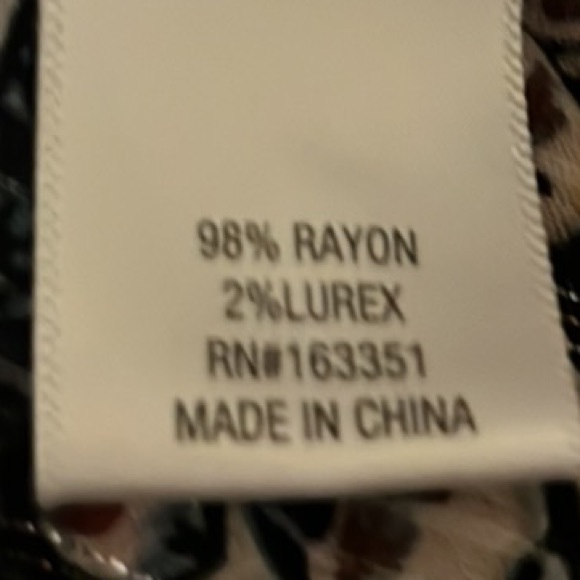 98% RAYON
2%LUREX
RN#163351
MADE IN CHINA